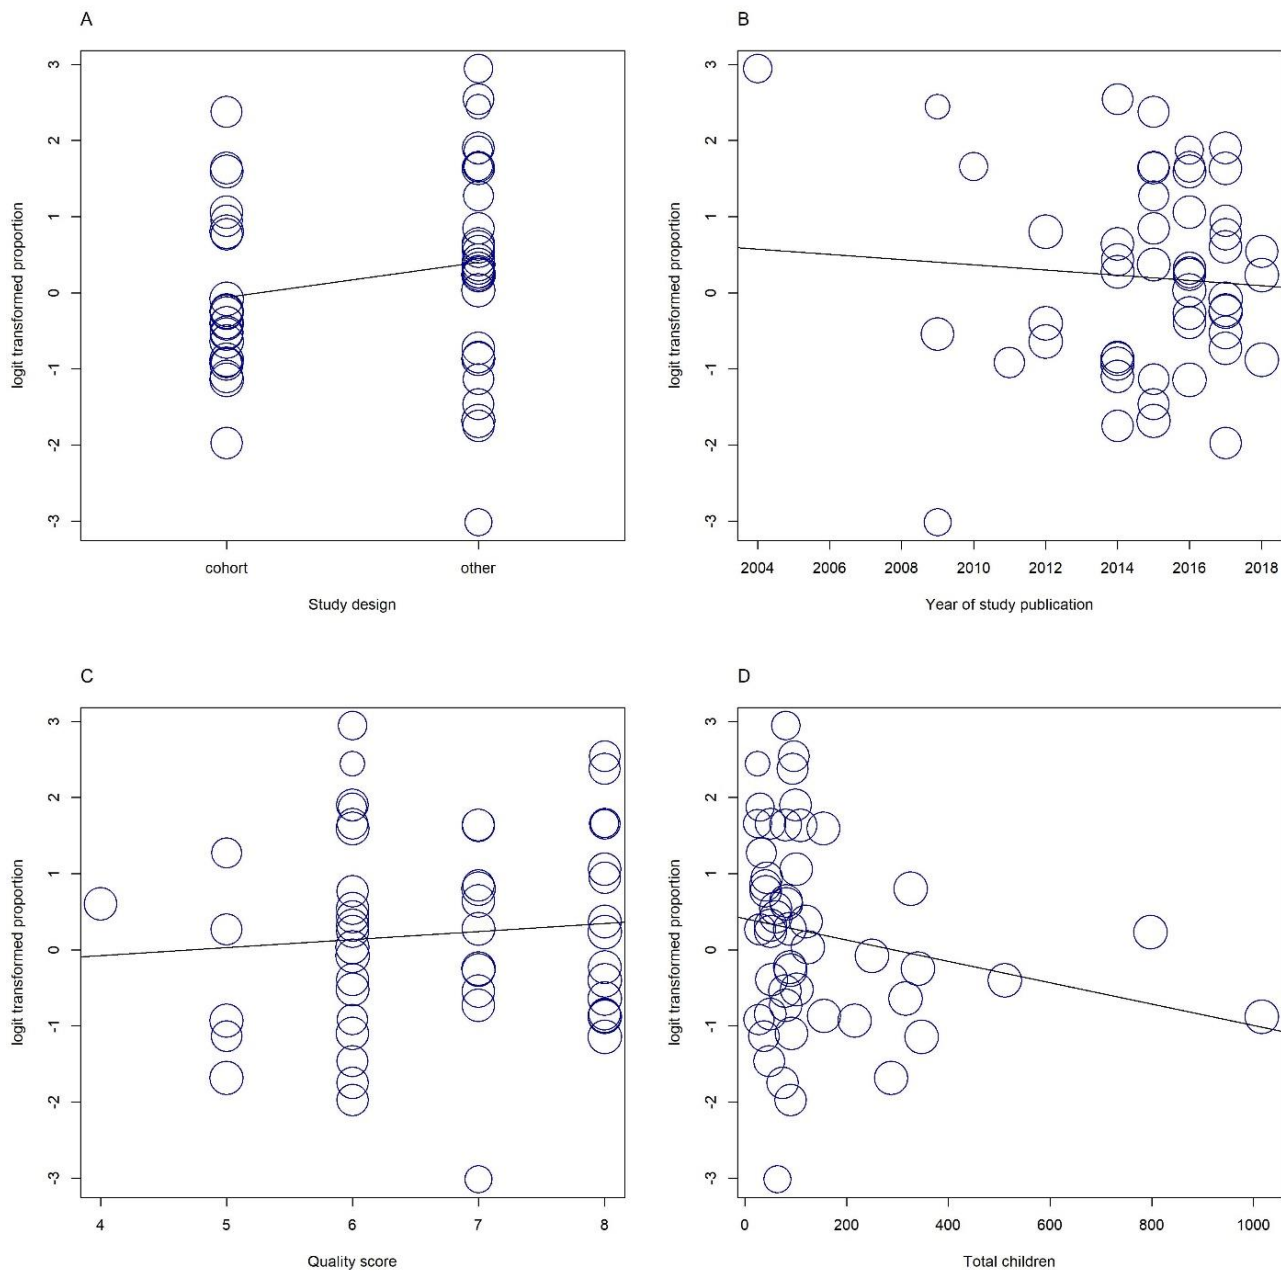 A
logit transformed proportion
3
2
1
0
-1
-2
-3
cohort other
Study design
B
logit transformed proportion
3
2
1
0
-1
-2
-3
2004 2006 2008 2010 2012 2014 2016 2018
Year of study publication
C
logit transformed proportion
3
2
1
0
-1
-2
-3
4 5 6 7 8
Quality score
D
logit transformed proportion
3
2
1
0
-1
-2
-3
0 200 400 600 800 1000
Total children